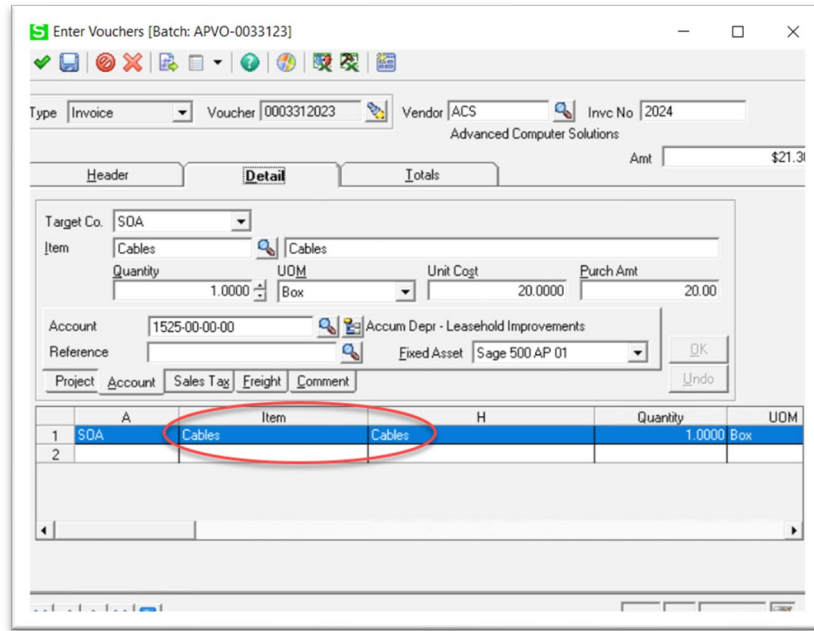 S Enter Vouchers [Batch: APVO-0033123]
Type Invoice Voucher 0003312023 Vendor ACS Invc No 2024
Advanced Computer Solutions
Amt $21.30
Header Detail Totals
Target Co. SOA
Item Cables Cables
Quantity UOM Unit Cost Purch Amt
1.0000 Box 20.0000 20.00
Account 1525-00-00-00 Accum Depr - Leasehold Improvements
Reference Fixed Asset Sage 500 AP 01 OK
Project Account Sales Tax Freight Comment Undo
A Item H Quantity UOM
1 SOA Cables Cables 1.0000 Box
2